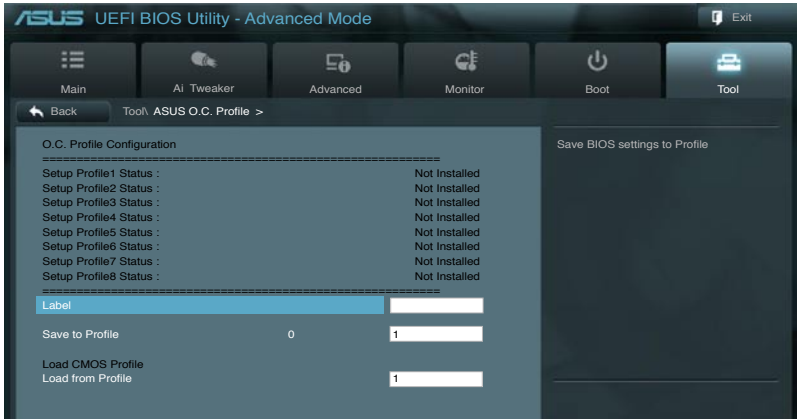 ASUS UEFI BIOS Utility - Advanced Mode
Exit
Main
Ai Tweaker
Advanced
Monitor
Boot
Tool
Back
Tool\ ASUS O.C. Profile >
O.C. Profile Configuration
Save BIOS settings to Profile
============================================================
Setup Profile1 Status : Not Installed
Setup Profile2 Status : Not Installed
Setup Profile3 Status : Not Installed
Setup Profile4 Status : Not Installed
Setup Profile5 Status : Not Installed
Setup Profile6 Status : Not Installed
Setup Profile7 Status : Not Installed
Setup Profile8 Status : Not Installed
============================================================
Label
Save to Profile 0 1
Load CMOS Profile
Load from Profile 1